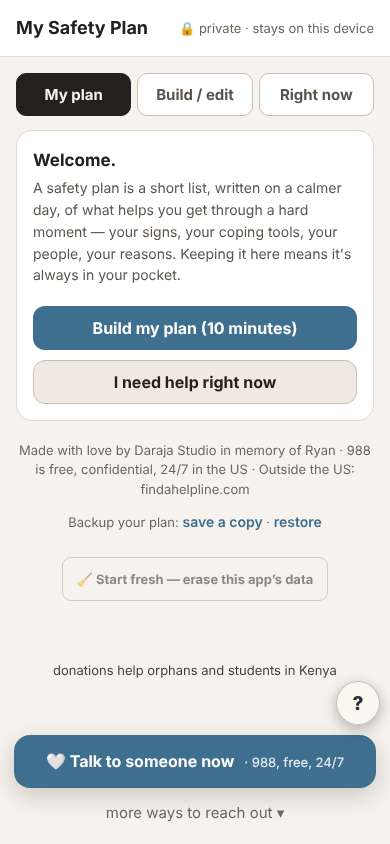 My Safety Plan
🔒 private · stays on this device
My plan
Build / edit
Right now
Welcome.
A safety plan is a short list, written on a calmer
day, of what helps you get through a hard
moment — your signs, your coping tools, your
people, your reasons. Keeping it here means it's
always in your pocket.
Build my plan (10 minutes)
I need help right now
Made with love by Daraja Studio in memory of Ryan · 988
is free, confidential, 24/7 in the US · Outside the US:
findahelpline.com
Backup your plan: save a copy · restore
🧹 Start fresh — erase this app’s data
donations help orphans and students in Kenya
?
🤍 Talk to someone now · 988, free, 24/7
more ways to reach out ▾